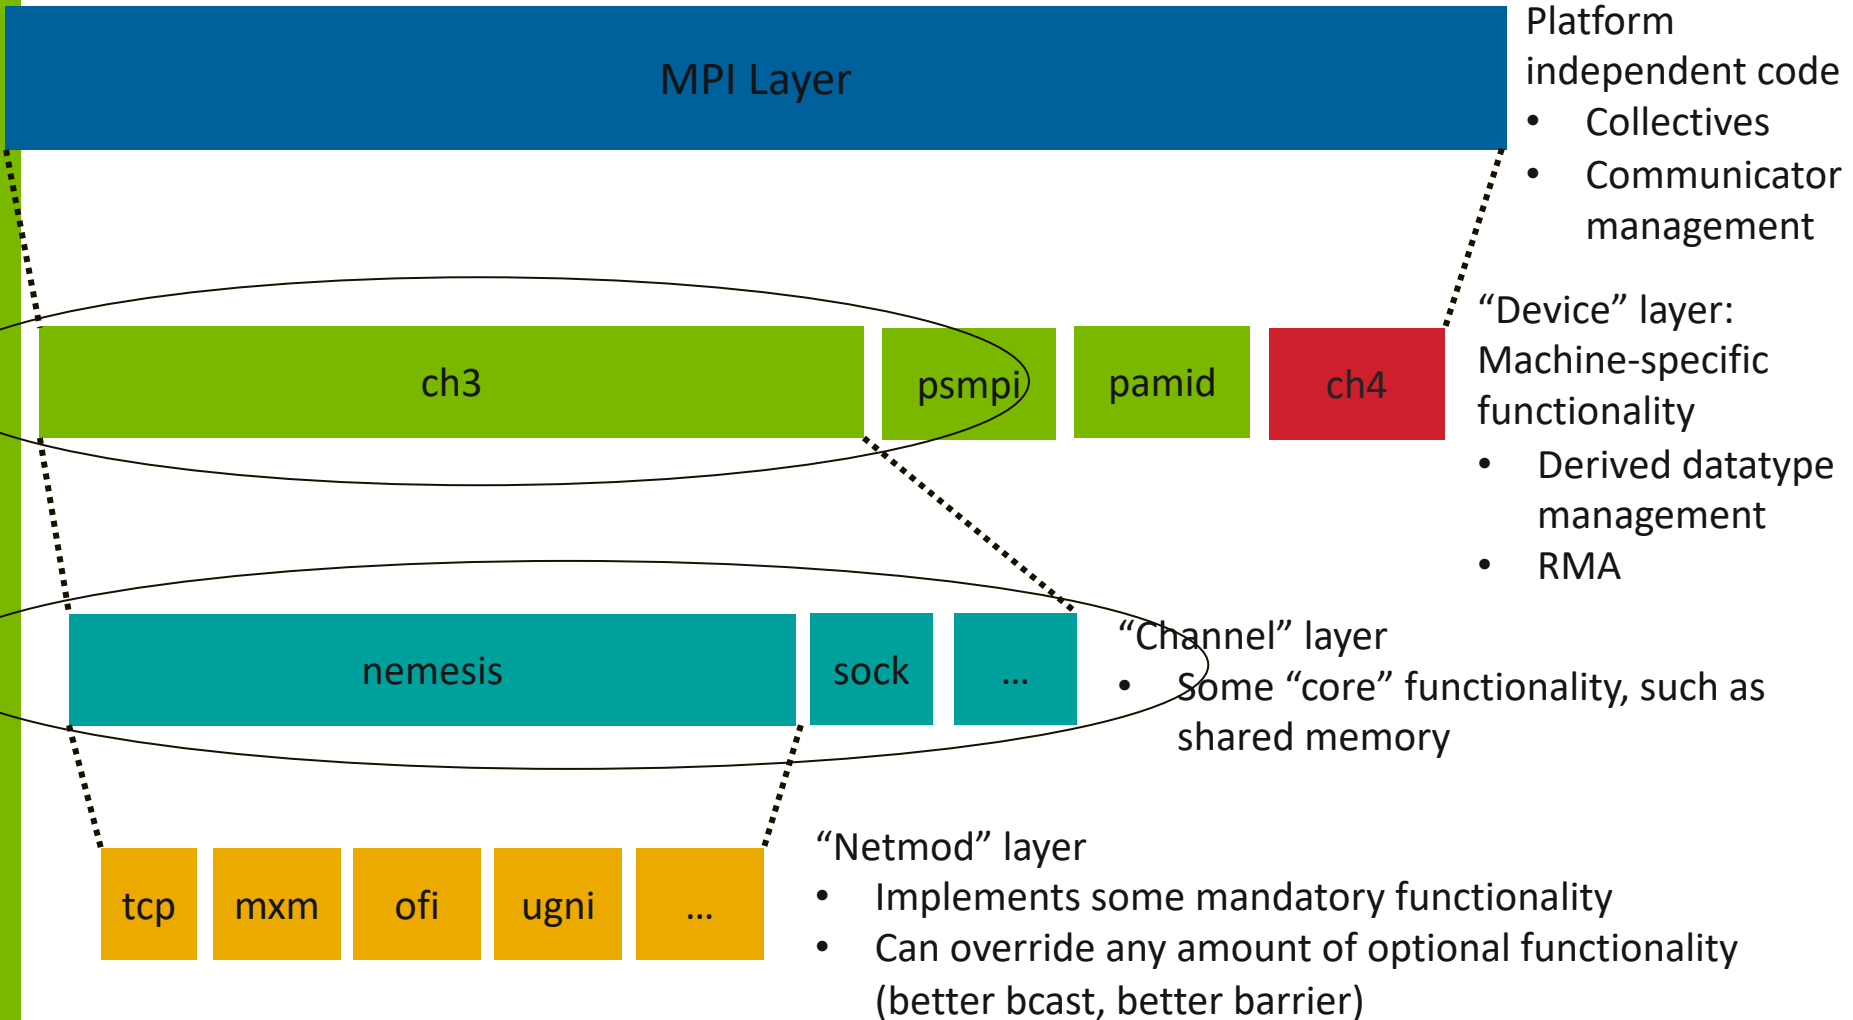 MPI Layer
Platform
independent code
• Collectives
• Communicator
management
ch3
psmpi
pamid
ch4
“Device” layer:
Machine-specific
functionality
• Derived datatype
management
• RMA
nemesis
sock
...
“Channel” layer
• Some “core” functionality, such as
shared memory
tcp
mxm
ofi
ugni
...
“Netmod” layer
• Implements some mandatory functionality
• Can override any amount of optional functionality
(better bcast, better barrier)